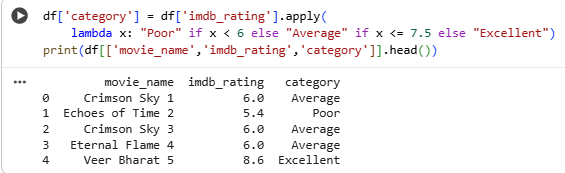 df['category'] = df['imdb_rating'].apply(
    lambda x: "Poor" if x < 6 else "Average" if x <= 7.5 else "Excellent")
print(df[['movie_name','imdb_rating','category']].head())
         movie_name  imdb_rating   category
0     Crimson Sky 1          6.0    Average
1  Echoes of Time 2          5.4       Poor
2     Crimson Sky 3          6.0    Average
3   Eternal Flame 4          6.0    Average
4     Veer Bharat 5          8.6  Excellent